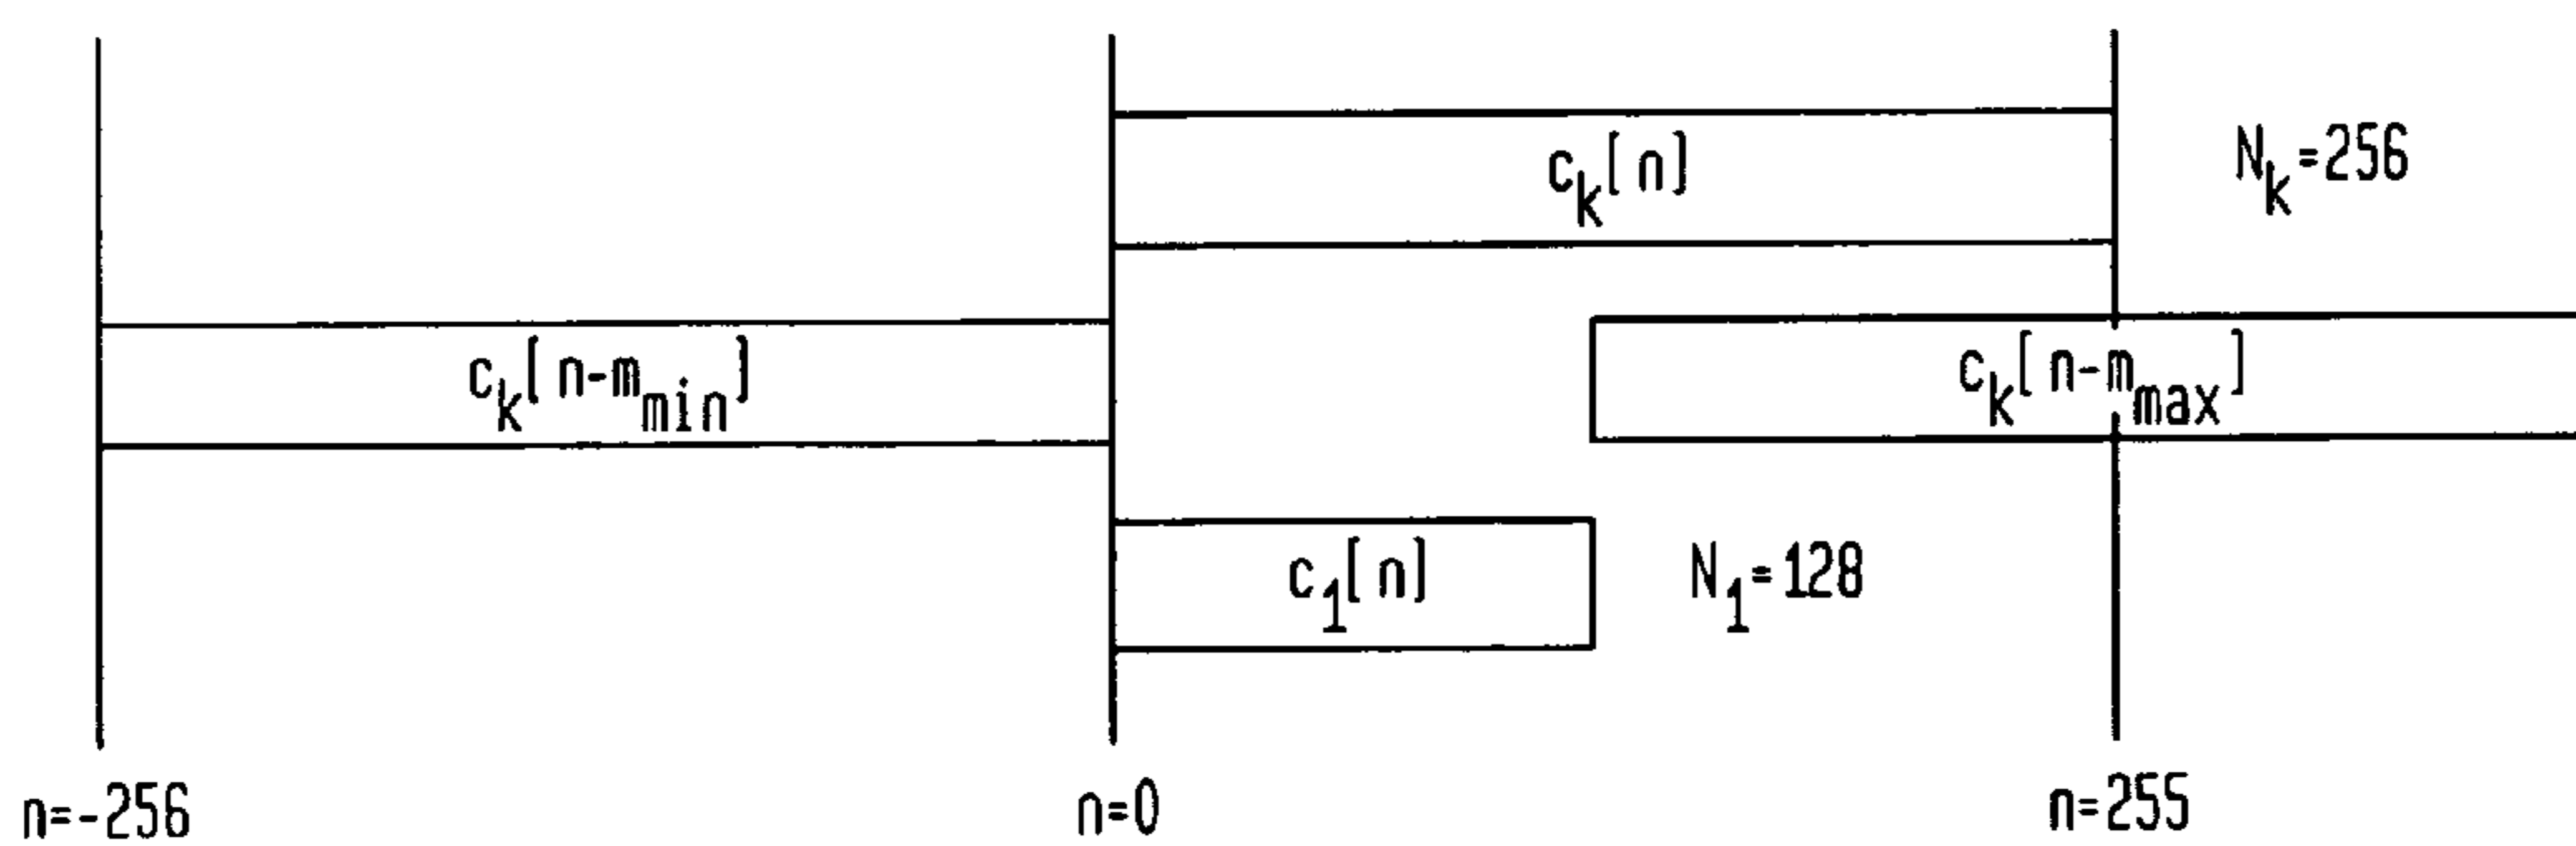 c_k[n]
N_k=256
c_k[n-m_min]
c_k[n-m_max]
c_1[n]
N_1=128
n=-256
n=0
n=255